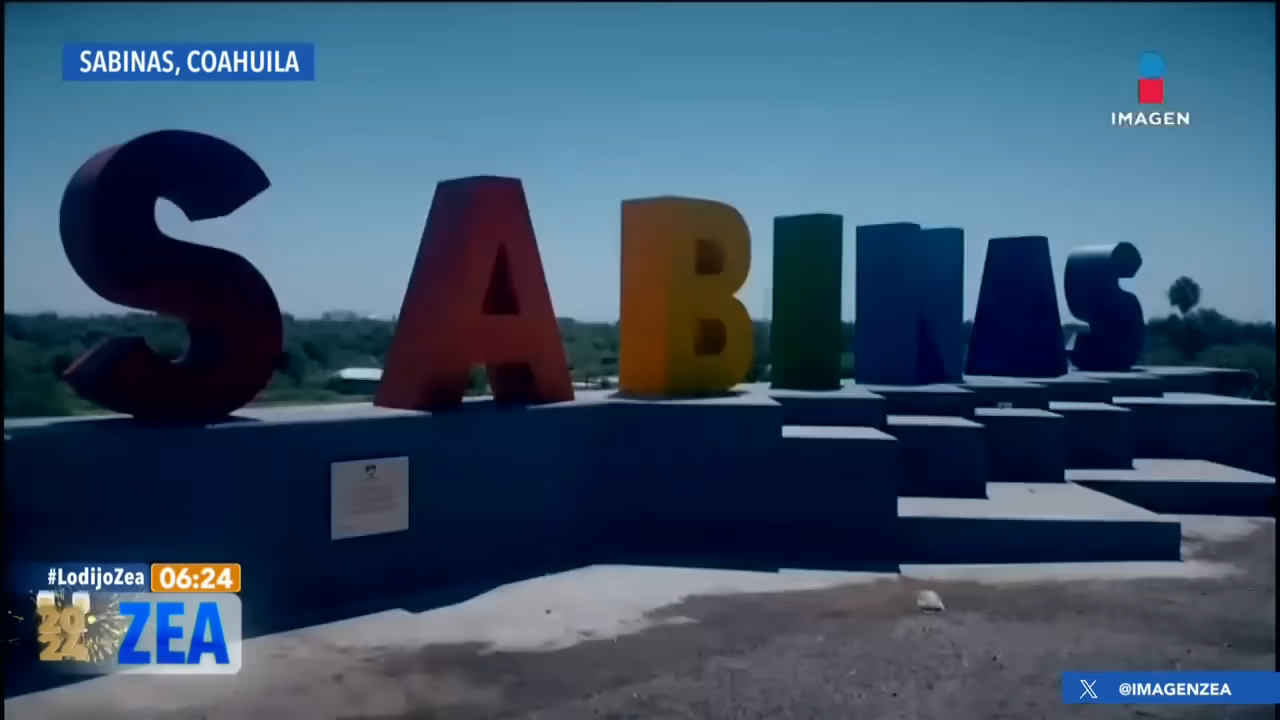 SABINAS, COAHUILA
IMAGEN
SABINAS
#LodijoZea 06:24
2024 ZEA
X @IMAGENZEA